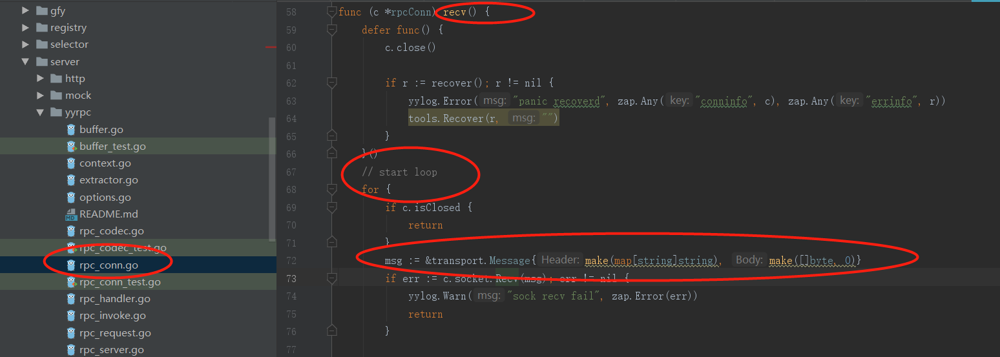 gfy
registry
selector
server
http
mock
yyrpc
buffer.go
buffer_test.go
context.go
extractor.go
options.go
README.md
rpc_codec.go
rpc_codec_test.go
rpc_conn.go
rpc_conn_test.go
rpc_handler.go
rpc_invoke.go
rpc_request.go
rpc_server.go
58 func (c *rpcConn) recv() {
59 defer func() {
60 c.close()
61
62 if r := recover(); r != nil {
63 yylog.Error( msg: "panic recoverd", zap.Any( key: "conninfo", c), zap.Any( key: "errinfo", r))
64 tools.Recover(r, msg: "")
65 }
66 }()
67 // start loop
68 for {
69 if c.isClosed {
70 return
71 }
72 msg := &transport.Message{ Header: make(map[string]string), Body: make([]byte, 0)}
73 if err := c.socket.Recv(msg); err != nil {
74 yylog.Warn( msg: "sock recv fail", zap.Error(err))
75 return
76 }
77